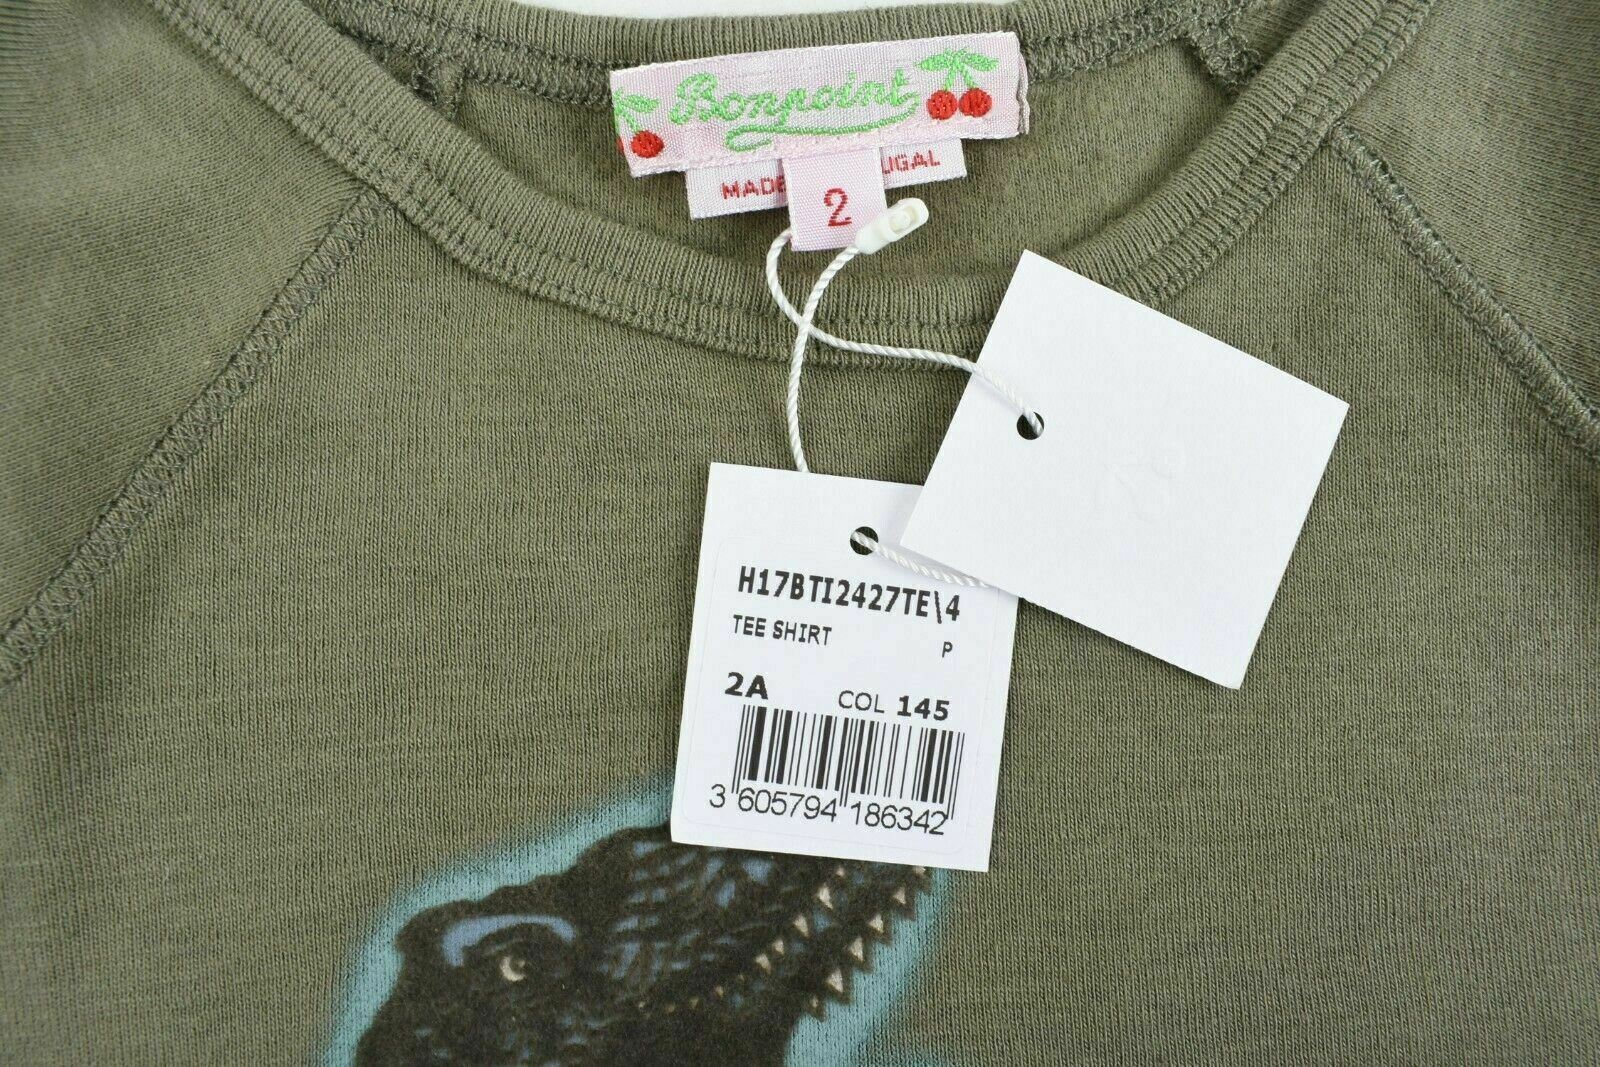 Bonpoint
MADE UGAL
2
H17BTI2427TE\4
TEE SHIRT P
2A COL 145
3 605794 186342